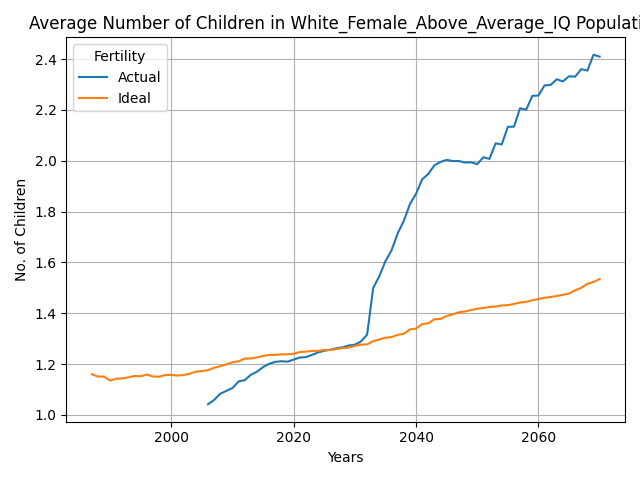 Average Number of Children in White_Female_Above_Average_IQ Populati
Fertility
Actual
Ideal
2.4
2.2
2.0
1.8
1.6
1.4
1.2
1.0
No. of Children
2000
2020
2040
2060
Years